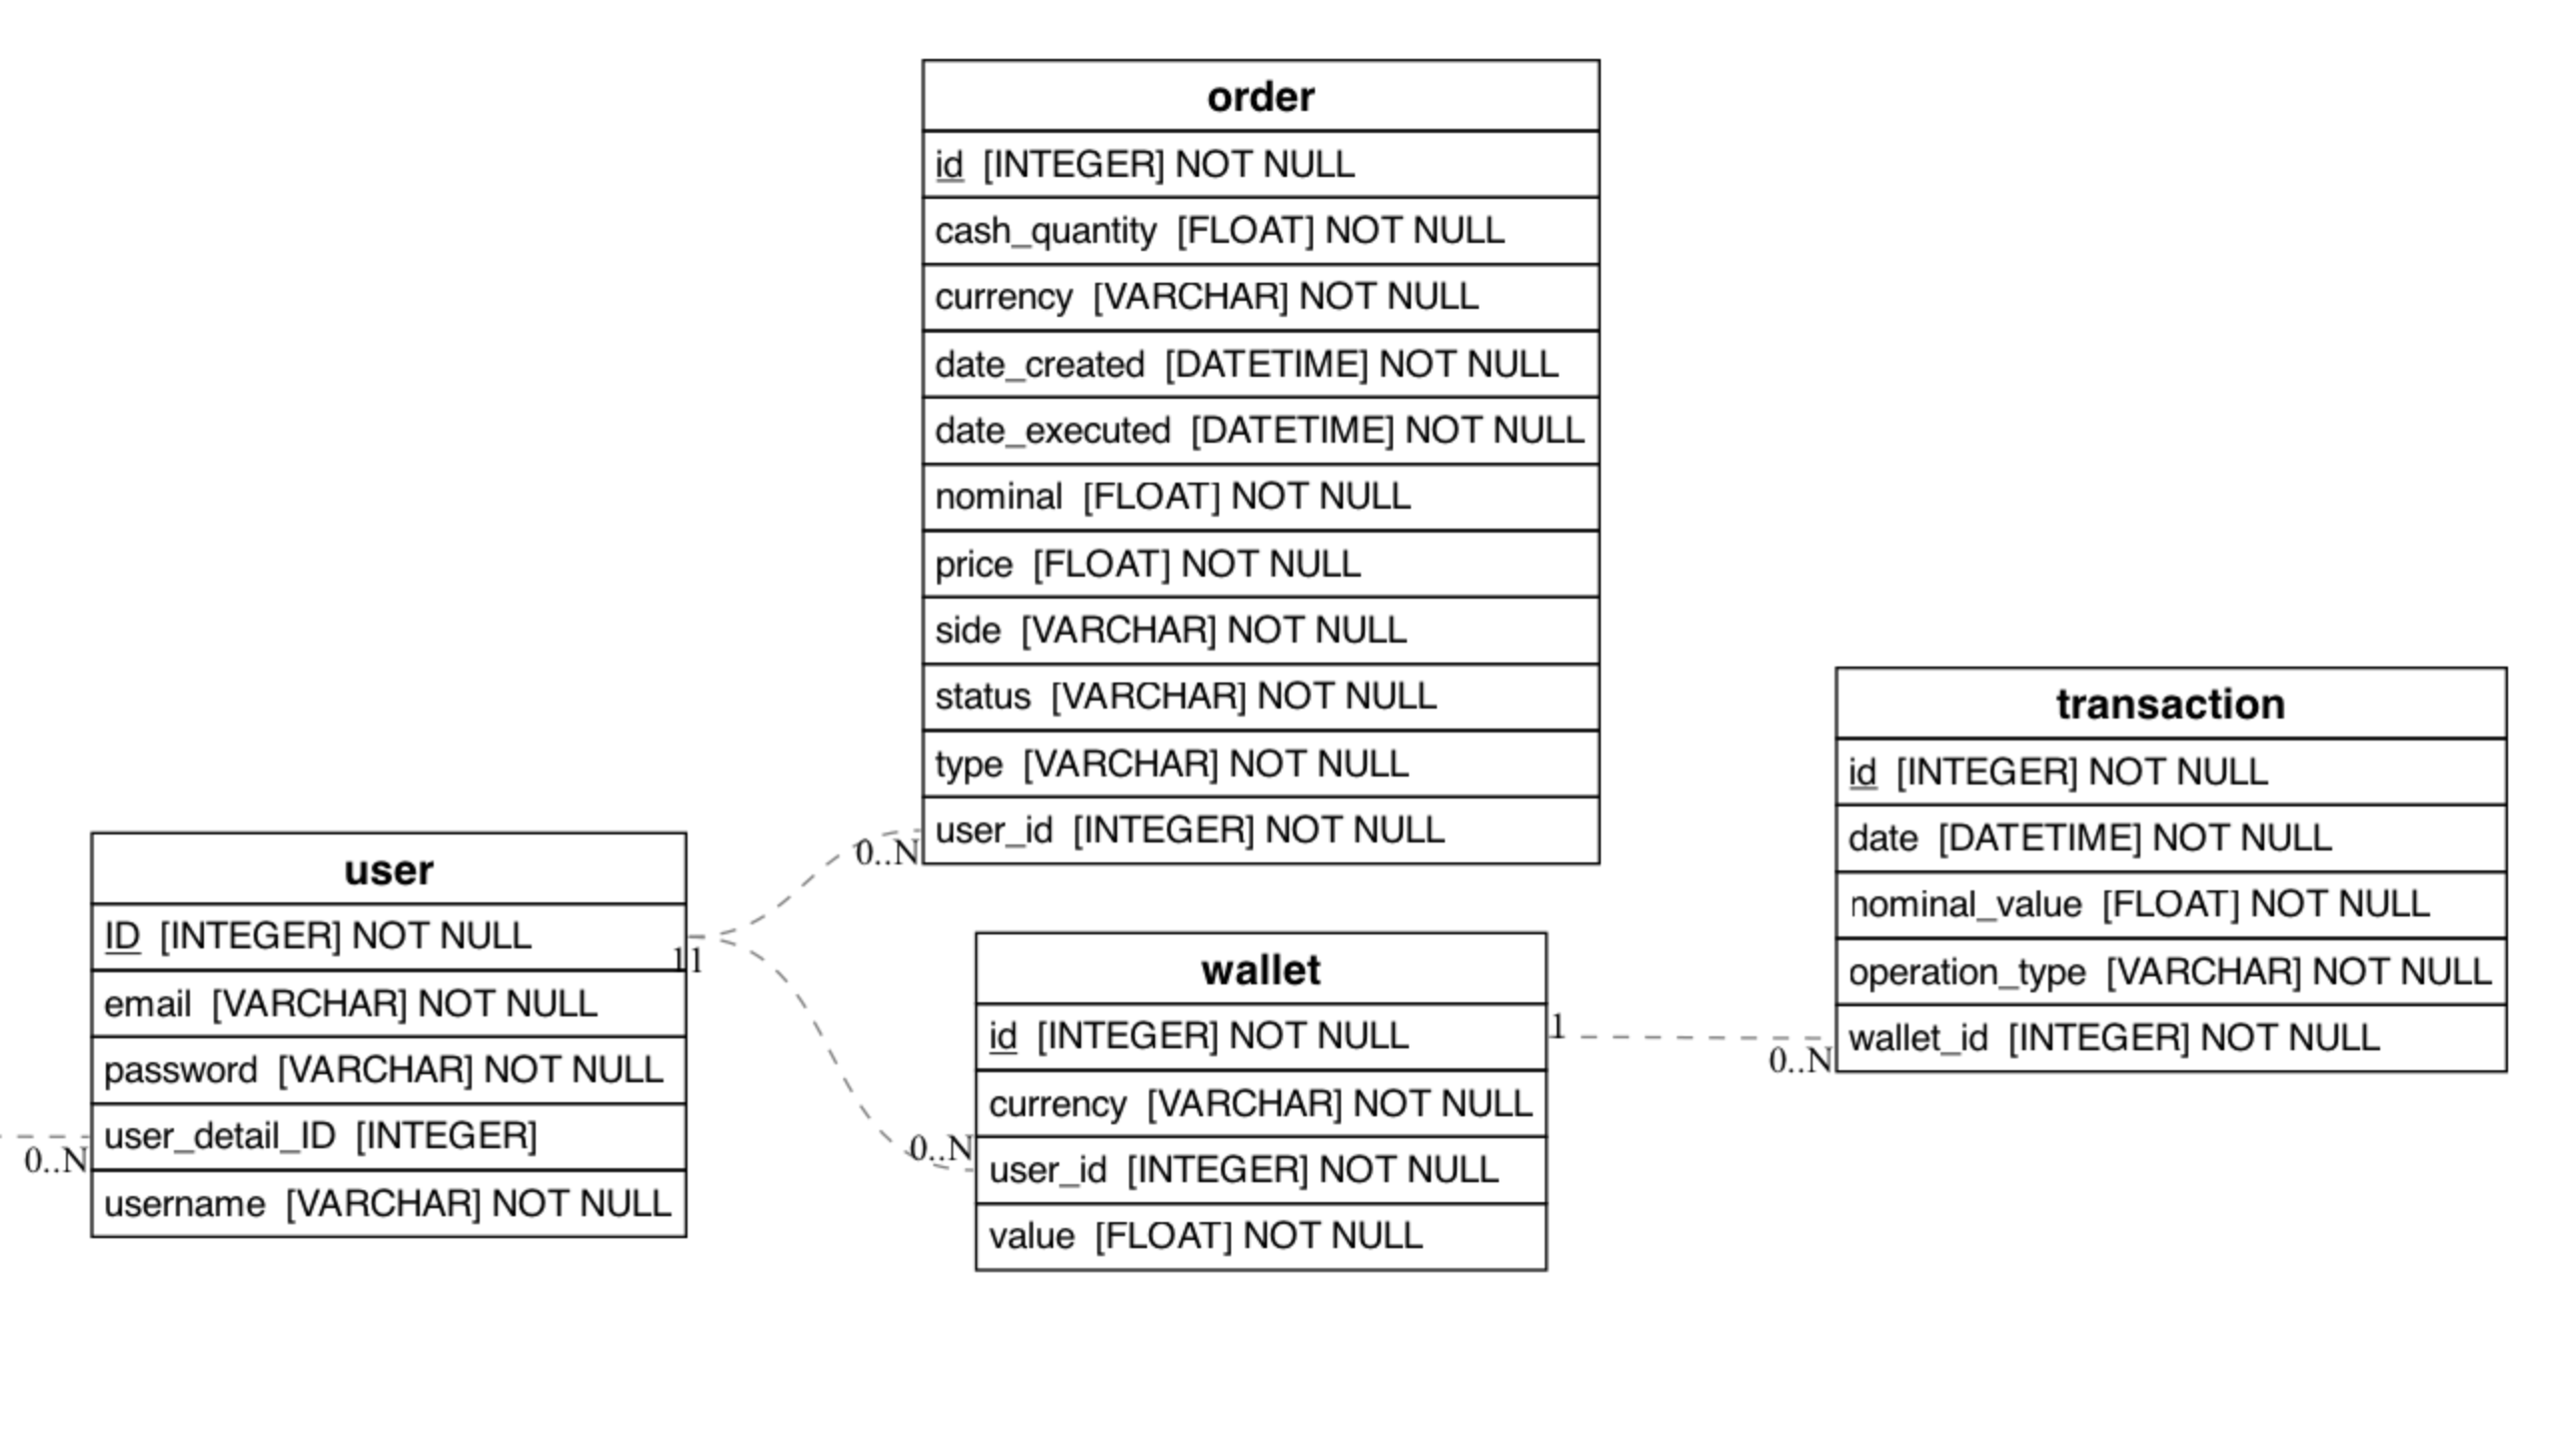 order
id [INTEGER] NOT NULL
cash_quantity [FLOAT] NOT NULL
currency [VARCHAR] NOT NULL
date_created [DATETIME] NOT NULL
date_executed [DATETIME] NOT NULL
nominal [FLOAT] NOT NULL
price [FLOAT] NOT NULL
side [VARCHAR] NOT NULL
status [VARCHAR] NOT NULL
type [VARCHAR] NOT NULL
user_id [INTEGER] NOT NULL
0..N
user
ID [INTEGER] NOT NULL
email [VARCHAR] NOT NULL
password [VARCHAR] NOT NULL
user_detail_ID [INTEGER]
username [VARCHAR] NOT NULL
0..N
1
1
wallet
id [INTEGER] NOT NULL
currency [VARCHAR] NOT NULL
user_id [INTEGER] NOT NULL
value [FLOAT] NOT NULL
0..N
1
0..N
transaction
id [INTEGER] NOT NULL
date [DATETIME] NOT NULL
nominal_value [FLOAT] NOT NULL
operation_type [VARCHAR] NOT NULL
wallet_id [INTEGER] NOT NULL